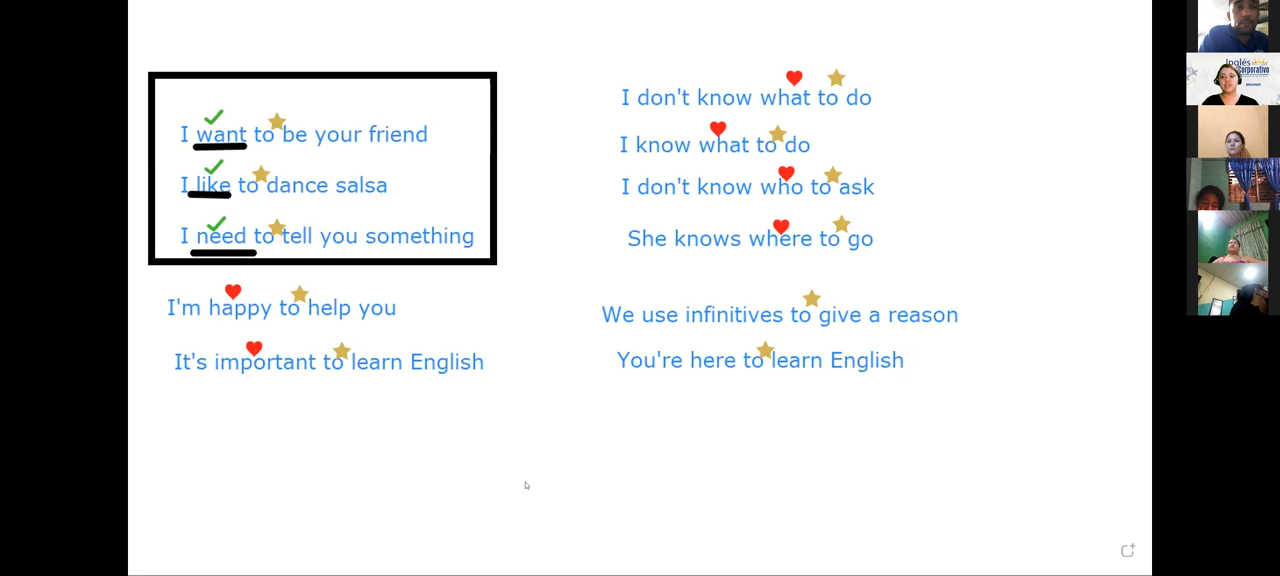 I want to be your friend
I like to dance salsa
I need to tell you something
I'm happy to help you
It's important to learn English
I don't know what to do
I know what to do
I don't know who to ask
She knows where to go
We use infinitives to give a reason
You're here to learn English
Inglés
Corporativo